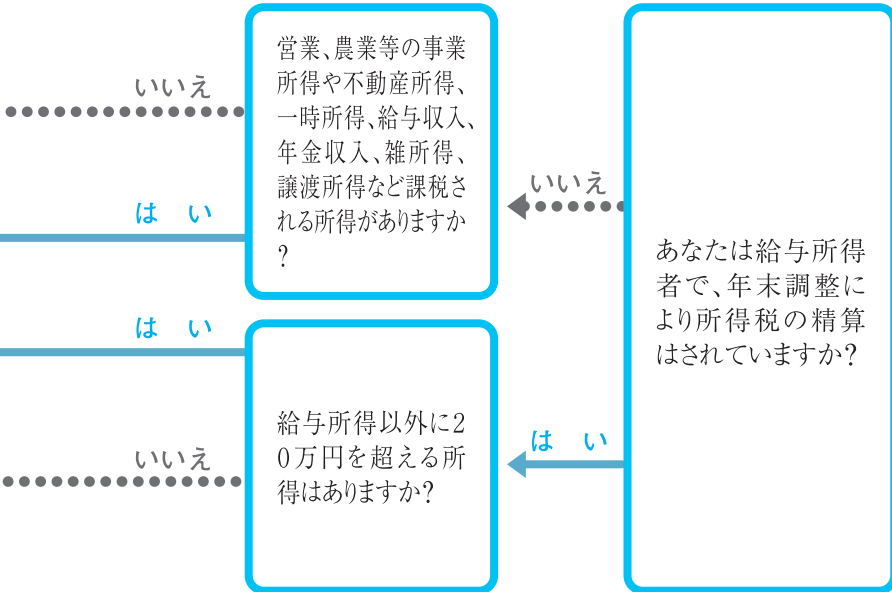 あなたは給与所得
者で、年末調整に
より所得税の精算
はされていますか?
いいえ
営業、農業等の事業
所得や不動産所得、
一時所得、給与収入、
年金収入、雑所得、
譲渡所得など課税さ
れる所得がありますか
?
いいえ
はい
はい
給与所得以外に2
0万円を超える所
得はありますか?
はい
いいえ